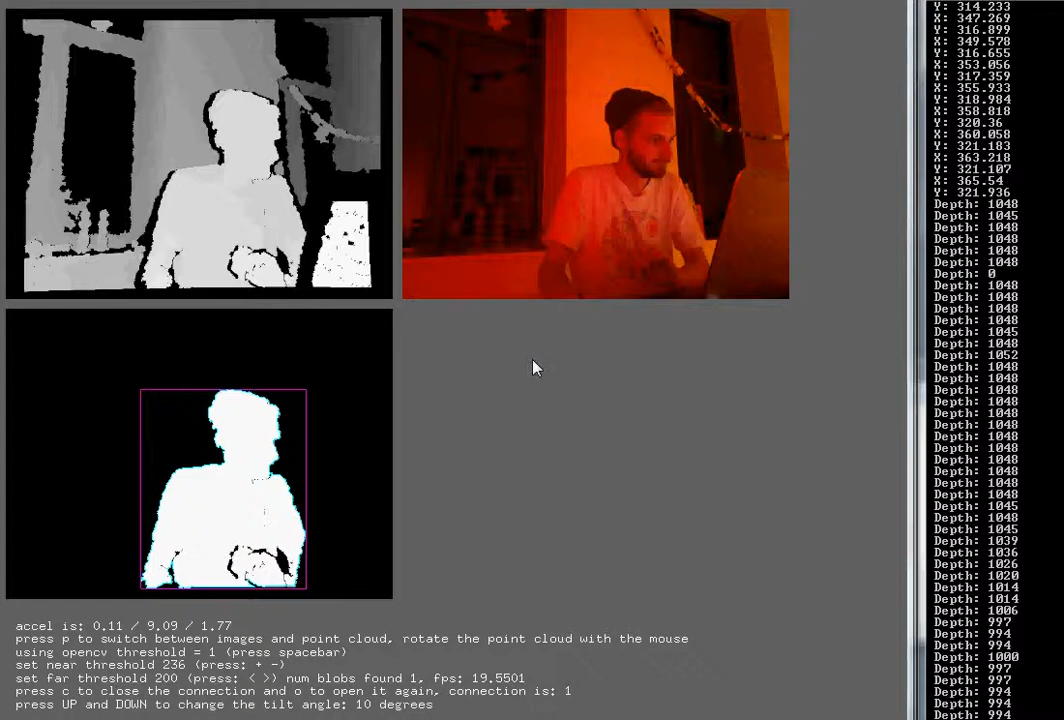 accel is: 0.11 / 9.09 / 1.77
press p to switch between images and point cloud, rotate the point cloud with the mouse
using opencv threshold = 1 (press spacebar)
set near threshold 236 (press: + -)
set far threshold 200 (press: < >) num blobs found 1, fps: 19.5501
press c to close the connection and o to open it again, connection is: 1
press UP and DOWN to change the tilt angle: 10 degrees
Y: 314.233
X: 347.269
Y: 316.899
X: 349.578
Y: 316.655
X: 353.056
Y: 317.359
X: 355.933
Y: 318.984
X: 358.818
Y: 320.36
X: 360.058
Y: 321.183
X: 363.218
Y: 321.107
X: 365.54
Y: 321.936
Depth: 1048
Depth: 1045
Depth: 1048
Depth: 1048
Depth: 1048
Depth: 1048
Depth: 0
Depth: 1048
Depth: 1048
Depth: 1048
Depth: 1048
Depth: 1045
Depth: 1048
Depth: 1052
Depth: 1048
Depth: 1048
Depth: 1048
Depth: 1048
Depth: 1048
Depth: 1048
Depth: 1048
Depth: 1048
Depth: 1048
Depth: 1048
Depth: 1048
Depth: 1048
Depth: 1045
Depth: 1048
Depth: 1045
Depth: 1039
Depth: 1036
Depth: 1026
Depth: 1020
Depth: 1014
Depth: 1014
Depth: 1006
Depth: 997
Depth: 994
Depth: 994
Depth: 1000
Depth: 997
Depth: 997
Depth: 994
Depth: 994
Depth: 994